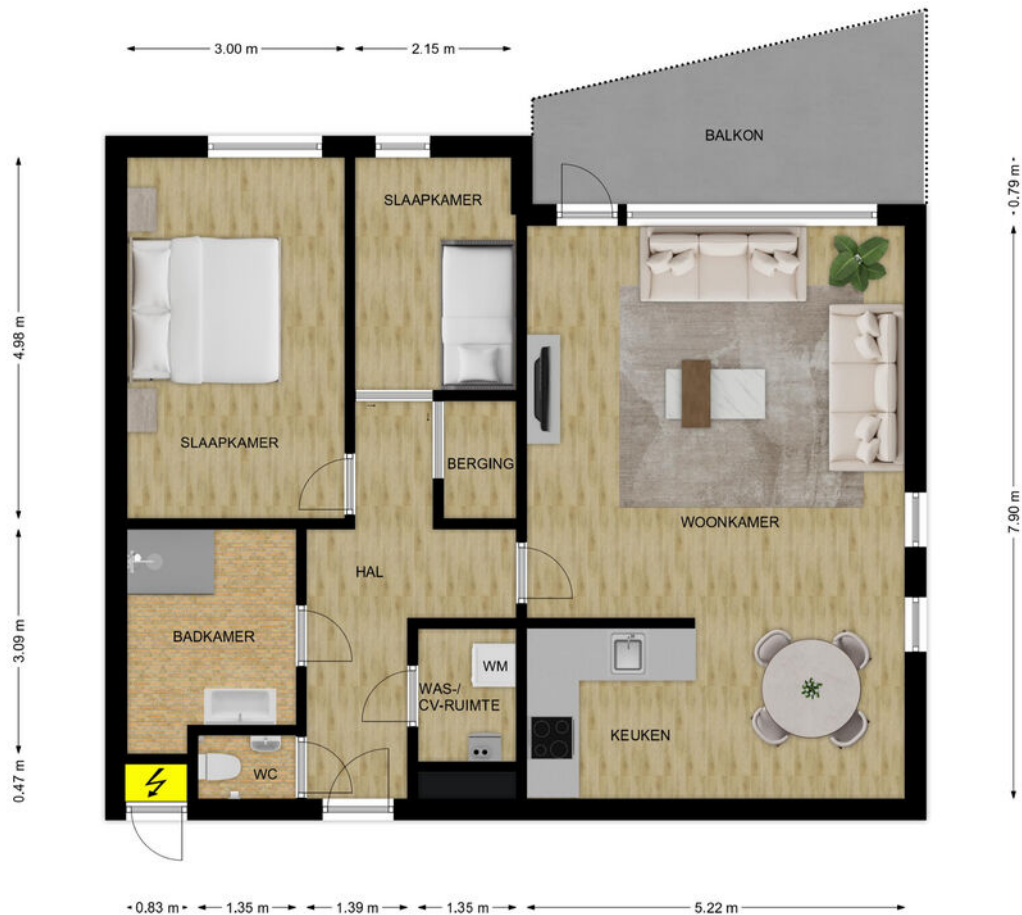 3.00 m
2.15 m
BALKON
0.79 m
SLAAPKAMER
4.98 m
SLAAPKAMER
BERGING
WOONKAMER
7.90 m
HAL
BADKAMER
3.09 m
WM
WAS-/
CV-RUIMTE
KEUKEN
WC
0.47 m
0.83 m
1.35 m
1.39 m
1.35 m
5.22 m